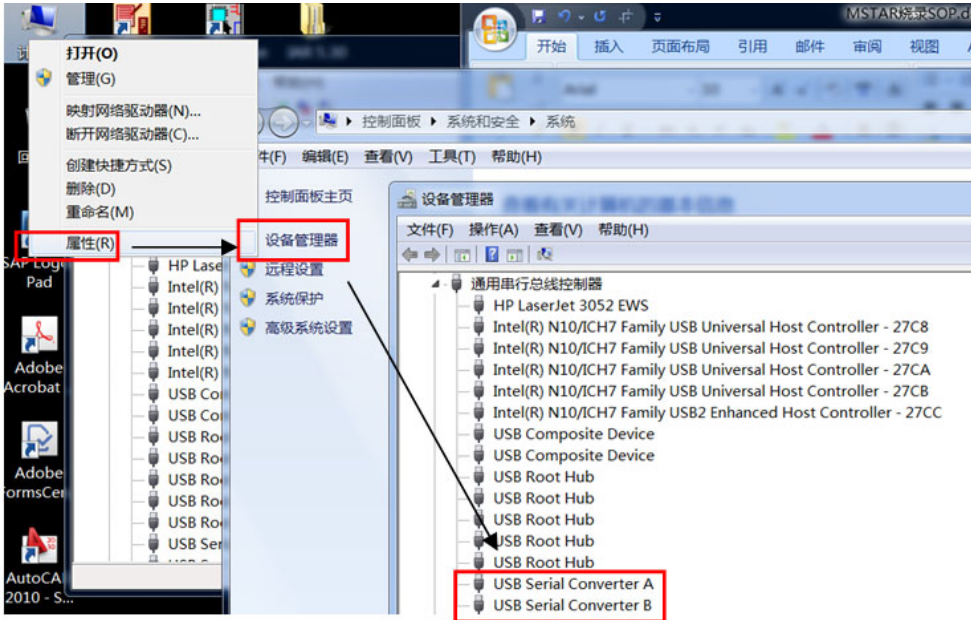 MSTAR烧录SOP.d
开始 插入 页面布局 引用 邮件 审阅 视图
打开(O)
管理(G)
映射网络驱动器(N)...
断开网络驱动器(C)...
创建快捷方式(S)
删除(D)
重命名(M)
属性(R)
控制面板 系统和安全 系统
件(F) 编辑(E) 查看(V) 工具(T) 帮助(H)
控制面板主页
设备管理器
远程设置
系统保护
高级系统设置
SAP Logo
Pad
Adobe
Acrobat
Adobe
FormsCen
AutoCA
2010 - S...
HP Lase
Intel(R)
Intel(R)
Intel(R)
Intel(R)
Intel(R)
USB Co
USB Co
USB Roo
USB Roo
USB Roo
USB Roo
USB Roo
USB Ser
设备管理器
文件(F) 操作(A) 查看(V) 帮助(H)
通用串行总线控制器
HP LaserJet 3052 EWS
Intel(R) N10/ICH7 Family USB Universal Host Controller - 27C8
Intel(R) N10/ICH7 Family USB Universal Host Controller - 27C9
Intel(R) N10/ICH7 Family USB Universal Host Controller - 27CA
Intel(R) N10/ICH7 Family USB Universal Host Controller - 27CB
Intel(R) N10/ICH7 Family USB2 Enhanced Host Controller - 27CC
USB Composite Device
USB Composite Device
USB Root Hub
USB Root Hub
USB Root Hub
USB Root Hub
USB Root Hub
USB Serial Converter A
USB Serial Converter B